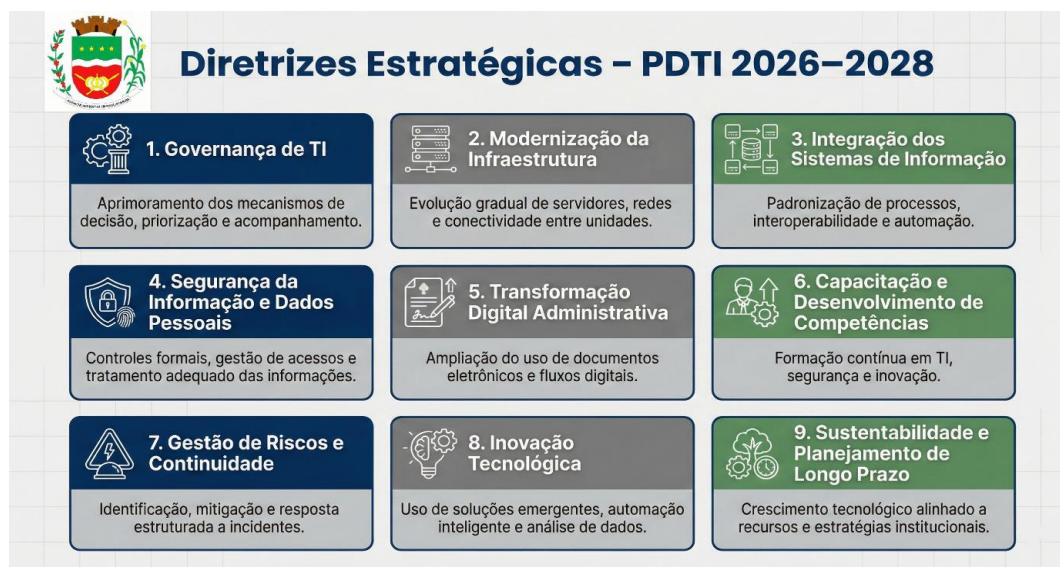 Diretrizes Estratégicas – PDTI 2026–2028
1. Governança de TI
Aprimoramento dos mecanismos de
decisão, priorização e acompanhamento.
2. Modernização da
Infraestrutura
Evolução gradual de servidores, redes
e conectividade entre unidades.
3. Integração dos
Sistemas de Informação
Padronização de processos,
interoperabilidade e automação.
4. Segurança da
Informação e Dados
Pessoais
Controles formais, gestão de acessos e
tratamento adequado das informações.
5. Transformação
Digital Administrativa
Ampliação do uso de documentos
eletrônicos e fluxos digitais.
6. Capacitação e
Desenvolvimento de
Competências
Formação contínua em TI,
segurança e inovação.
7. Gestão de Riscos e
Continuidade
Identificação, mitigação e resposta
estruturada a incidentes.
8. Inovação
Tecnológica
Uso de soluções emergentes, automação
inteligente e análise de dados.
9. Sustentabilidade e
Planejamento de
Longo Prazo
Crescimento tecnológico alinhado a
recursos e estratégias institucionais.